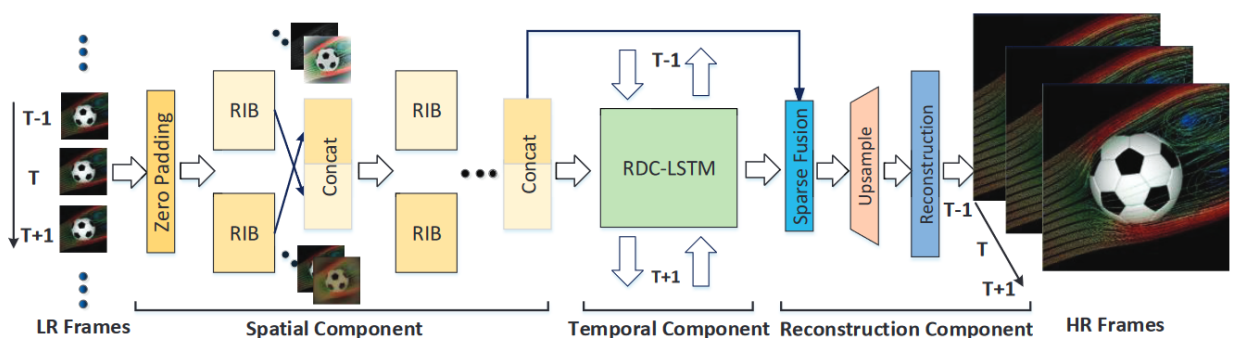 T-1
T
T+1
LR Frames
Zero Padding
RIB
RIB
Concat
RIB
RIB
Concat
Spatial Component
T-1
RDC-LSTM
T+1
Temporal Component
Sparse Fusion
Upsample
Reconstruction
Reconstruction Component
T-1
T
T+1
HR Frames